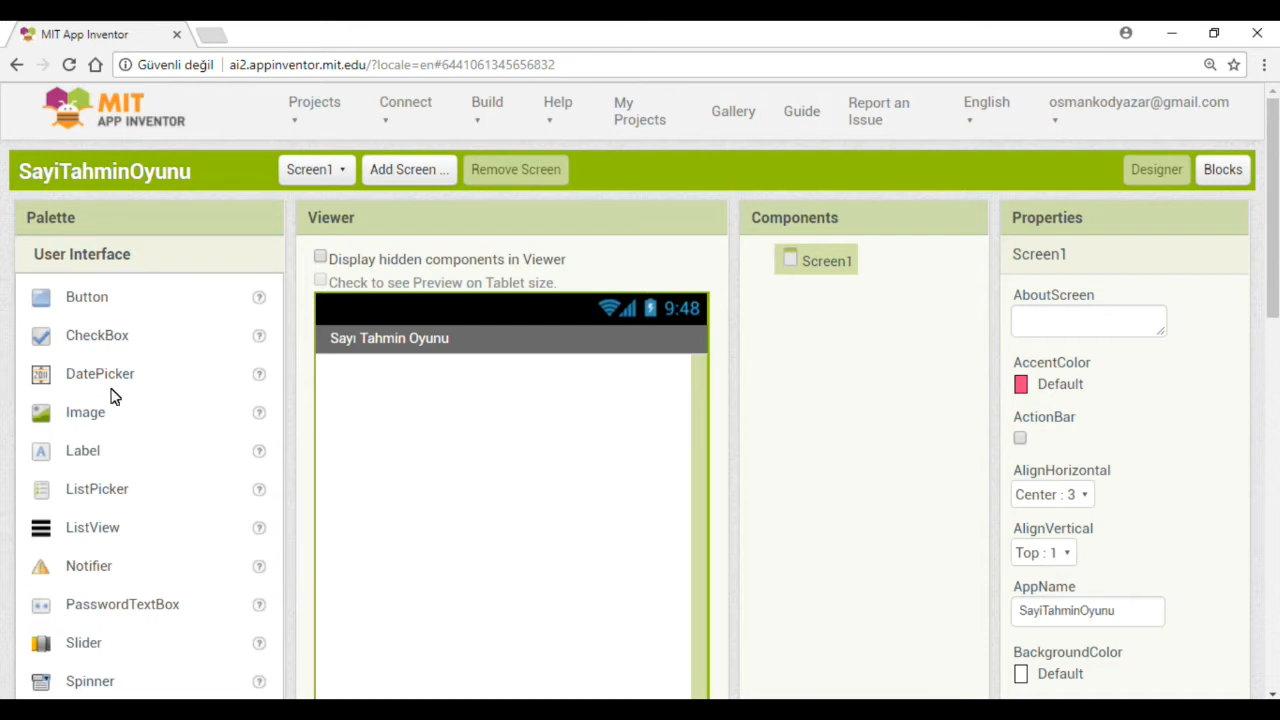 MIT App Inventor
Güvenli değil
ai2.appinventor.mit.edu/?locale=en#6441061345656832
MIT
APP INVENTOR
Projects
Connect
Build
Help
My
Projects
Gallery
Guide
Report an
Issue
English
osmankodyazar@gmail.com
SayiTahminOyunu
Screen1
Add Screen ...
Remove Screen
Designer
Blocks
Palette
User Interface
Button
?
CheckBox
?
DatePicker
?
Image
?
Label
?
ListPicker
?
ListView
?
Notifier
?
PasswordTextBox
?
Slider
?
Spinner
?
Viewer
Display hidden components in Viewer
Check to see Preview on Tablet size.
9:48
Sayı Tahmin Oyunu
Components
Screen1
Properties
Screen1
AboutScreen
AccentColor
Default
ActionBar
AlignHorizontal
Center : 3
AlignVertical
Top : 1
AppName
SayiTahminOyunu
BackgroundColor
Default